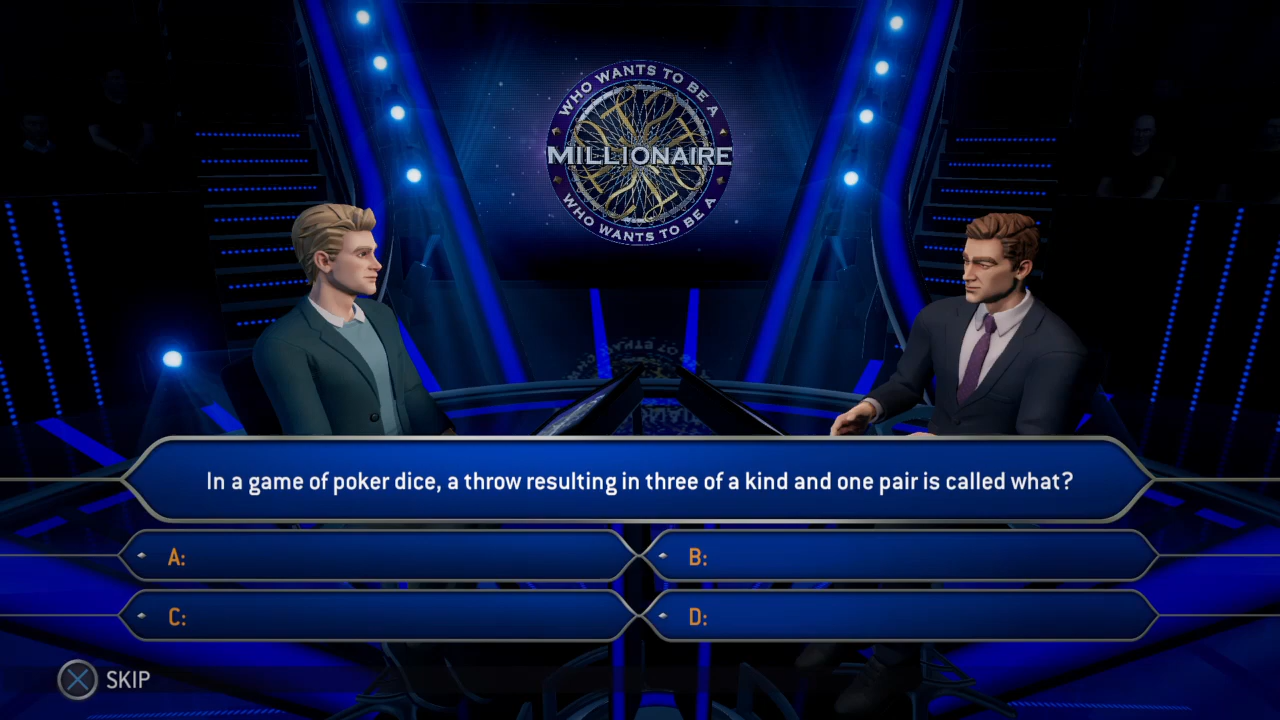 WHO WANTS TO BE A
MILLIONAIRE
WHO WANTS TO BE A
In a game of poker dice, a throw resulting in three of a kind and one pair is called what?
A:
B:
C:
D:
SKIP